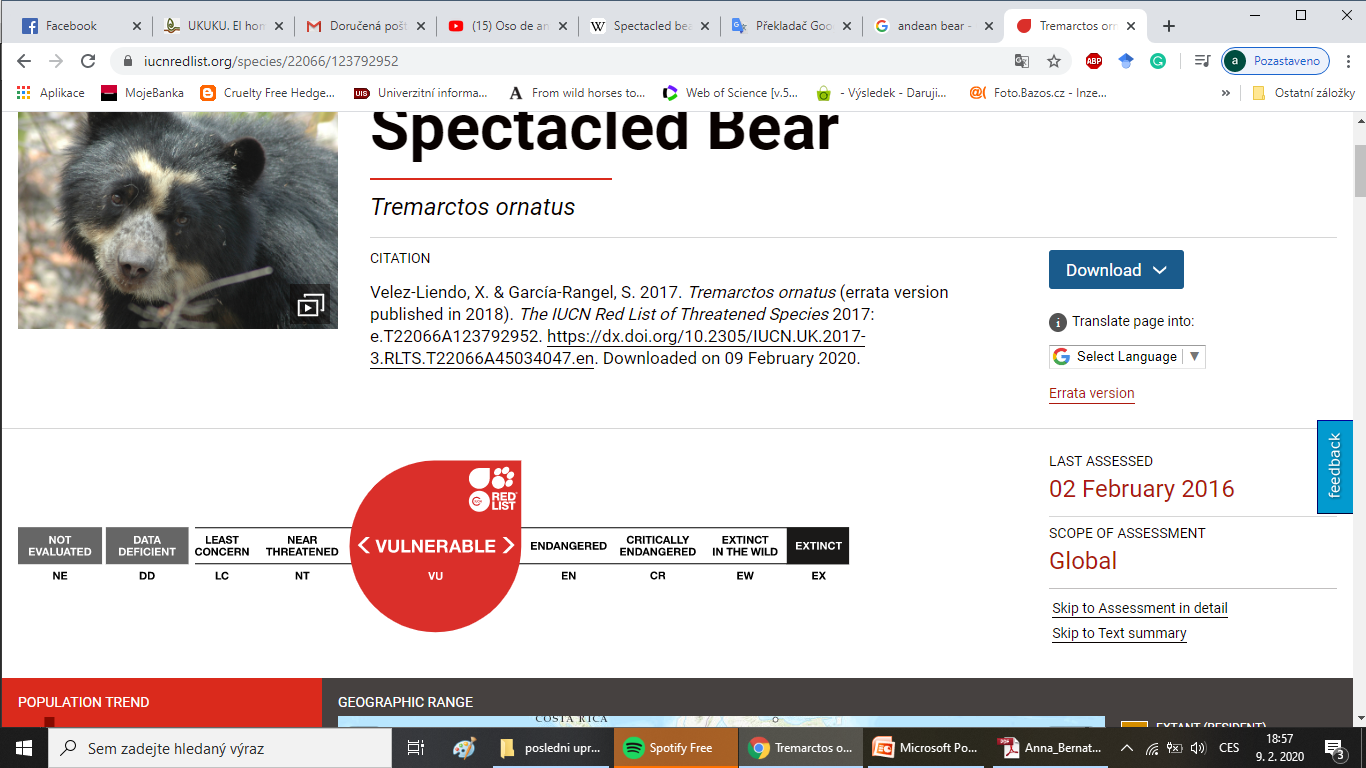 Facebook
UKUKU. El hon
Doručená pošt
(15) Oso de an
Spectacled bea
Překladač Goo
andean bear -
Tremarctos orn
iucnredlist.org/species/22066/123792952
ABP
a Pozastaveno
Aplikace
MojeBanka
Cruelty Free Hedge...
UIS Univerzitní informa...
From wild horses to...
Web of Science [v.5...
- Výsledek - Daruji...
Foto.Bazos.cz - Inze...
»
Ostatní záložky
Spectacled Bear
Tremarctos ornatus
CITATION
Velez-Liendo, X. & García-Rangel, S. 2017. Tremarctos ornatus (errata version
published in 2018). The IUCN Red List of Threatened Species 2017:
e.T22066A123792952. https://dx.doi.org/10.2305/IUCN.UK.2017-
3.RLTS.T22066A45034047.en. Downloaded on 09 February 2020.
Download
Translate page into:
Select Language ▼
Errata version
feedback
LAST ASSESSED
02 February 2016
SCOPE OF ASSESSMENT
Global
Skip to Assessment in detail
Skip to Text summary
RED
LIST
NOT
EVALUATED
NE
DATA
DEFICIENT
DD
LEAST
CONCERN
LC
NEAR
THREATENED
NT
< VULNERABLE >
VU
ENDANGERED
EN
CRITICALLY
ENDANGERED
CR
EXTINCT
IN THE WILD
EW
EXTINCT
EX
POPULATION TREND
GEOGRAPHIC RANGE
COSTA RICA
EXTANT (RESIDENT)
Sem zadejte hledaný výraz
posledni upr...
Spotify Free
Tremarctos o...
Microsoft Po...
Anna_Bernat...
CES
18:57
9. 2. 2020
3